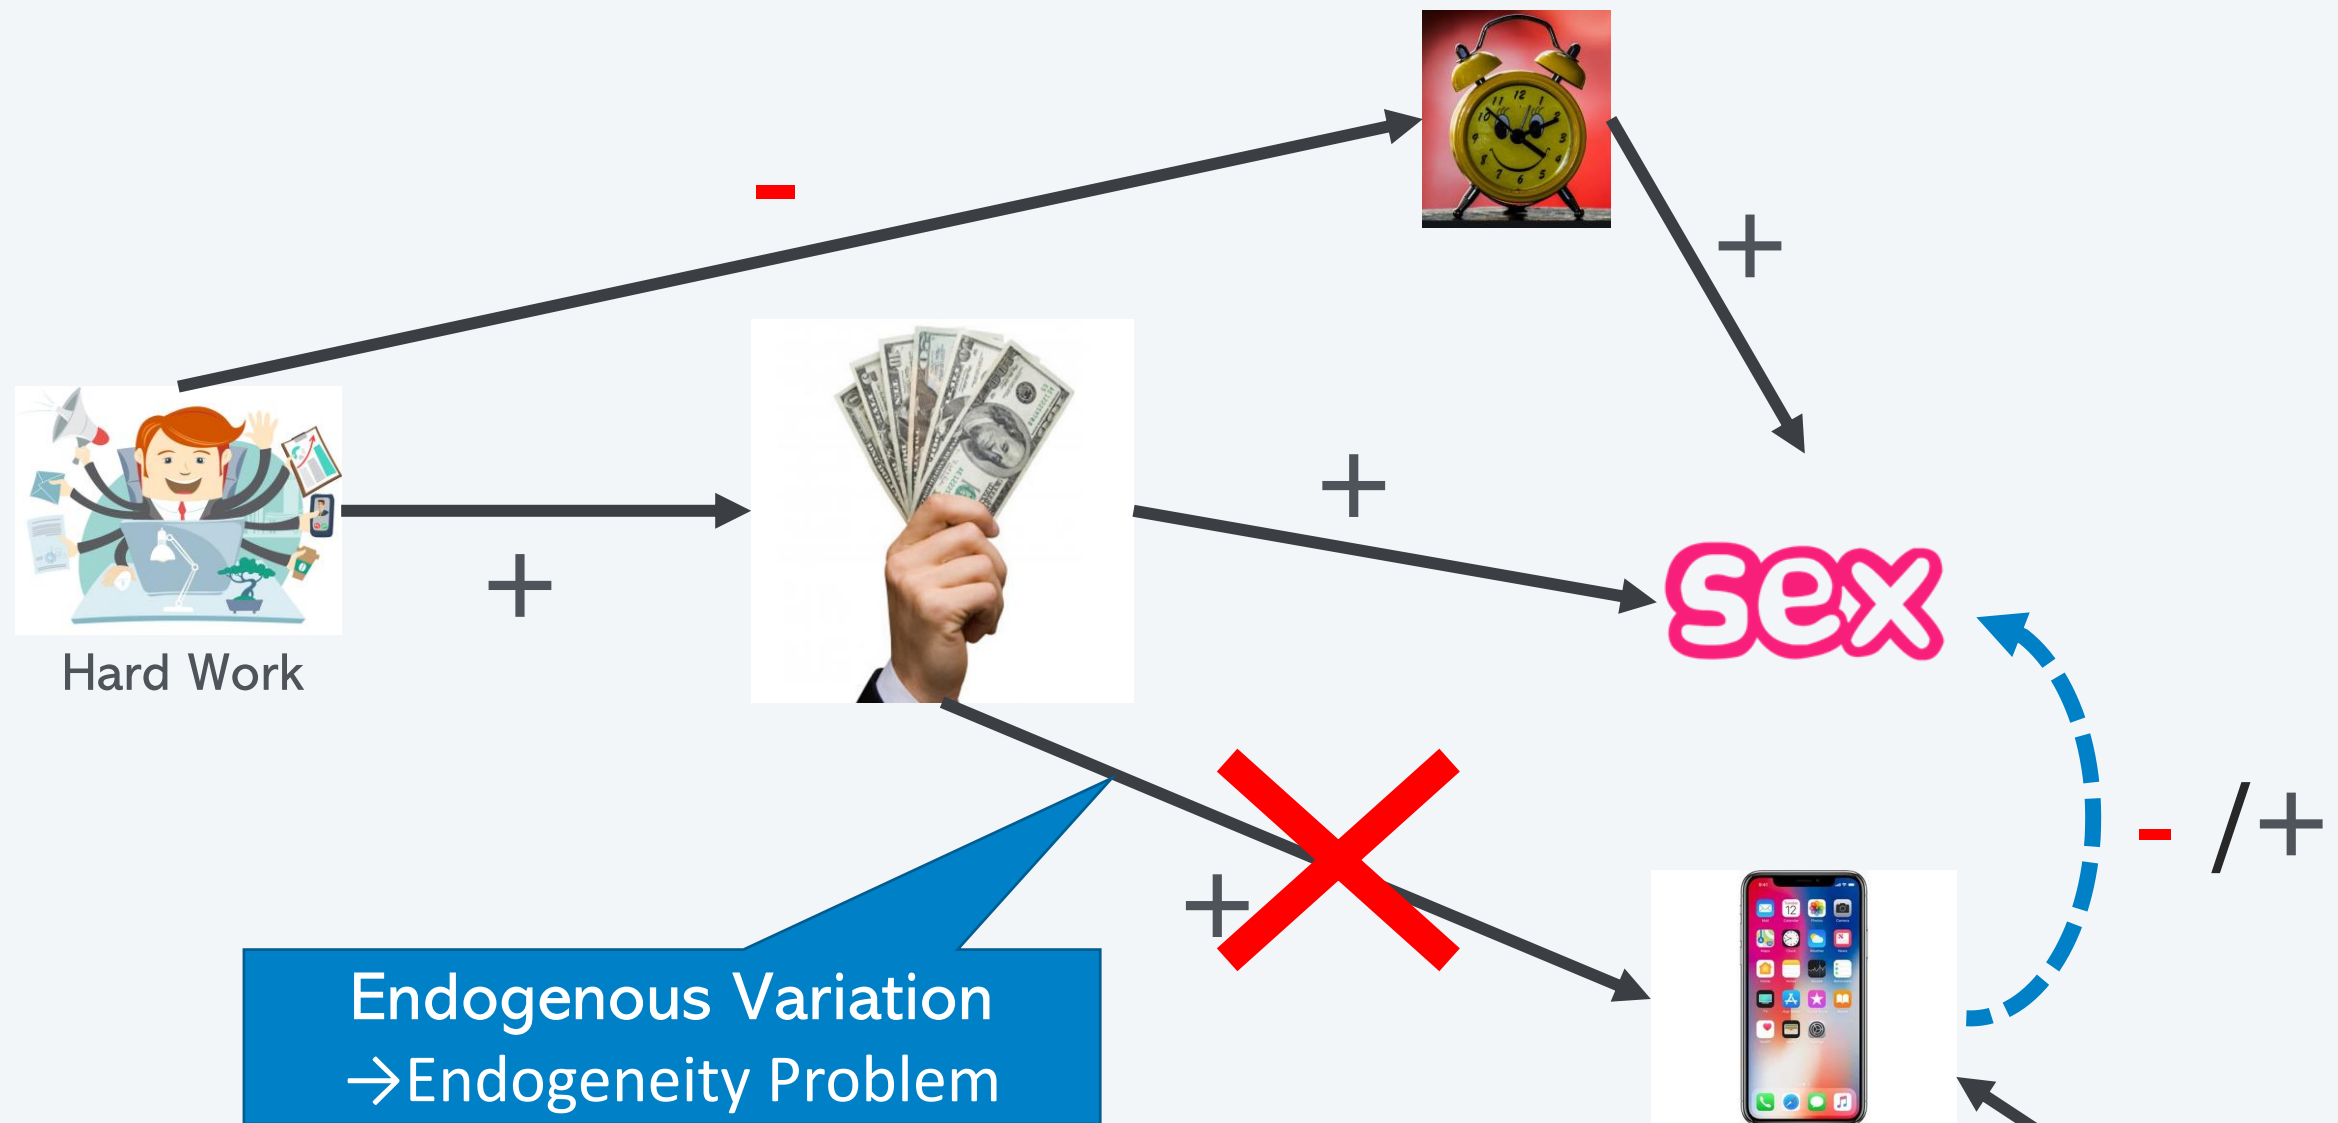 -
+
+
+
sex
Hard Work
- /+
+
Endogenous Variation
→Endogeneity Problem